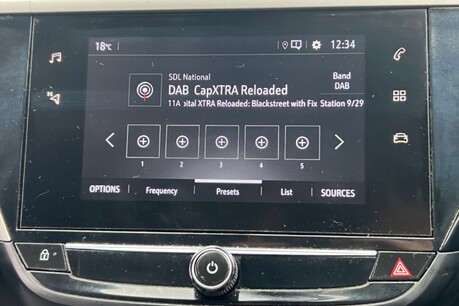 18°C 12:34
SDL National
DAB CapXTRA Reloaded
Band
DAB
11A ɔital XTRA Reloaded: Blackstreet with Fix Station 9/29
1 2 3 4 5
OPTIONS Frequency Presets List SOURCES
N